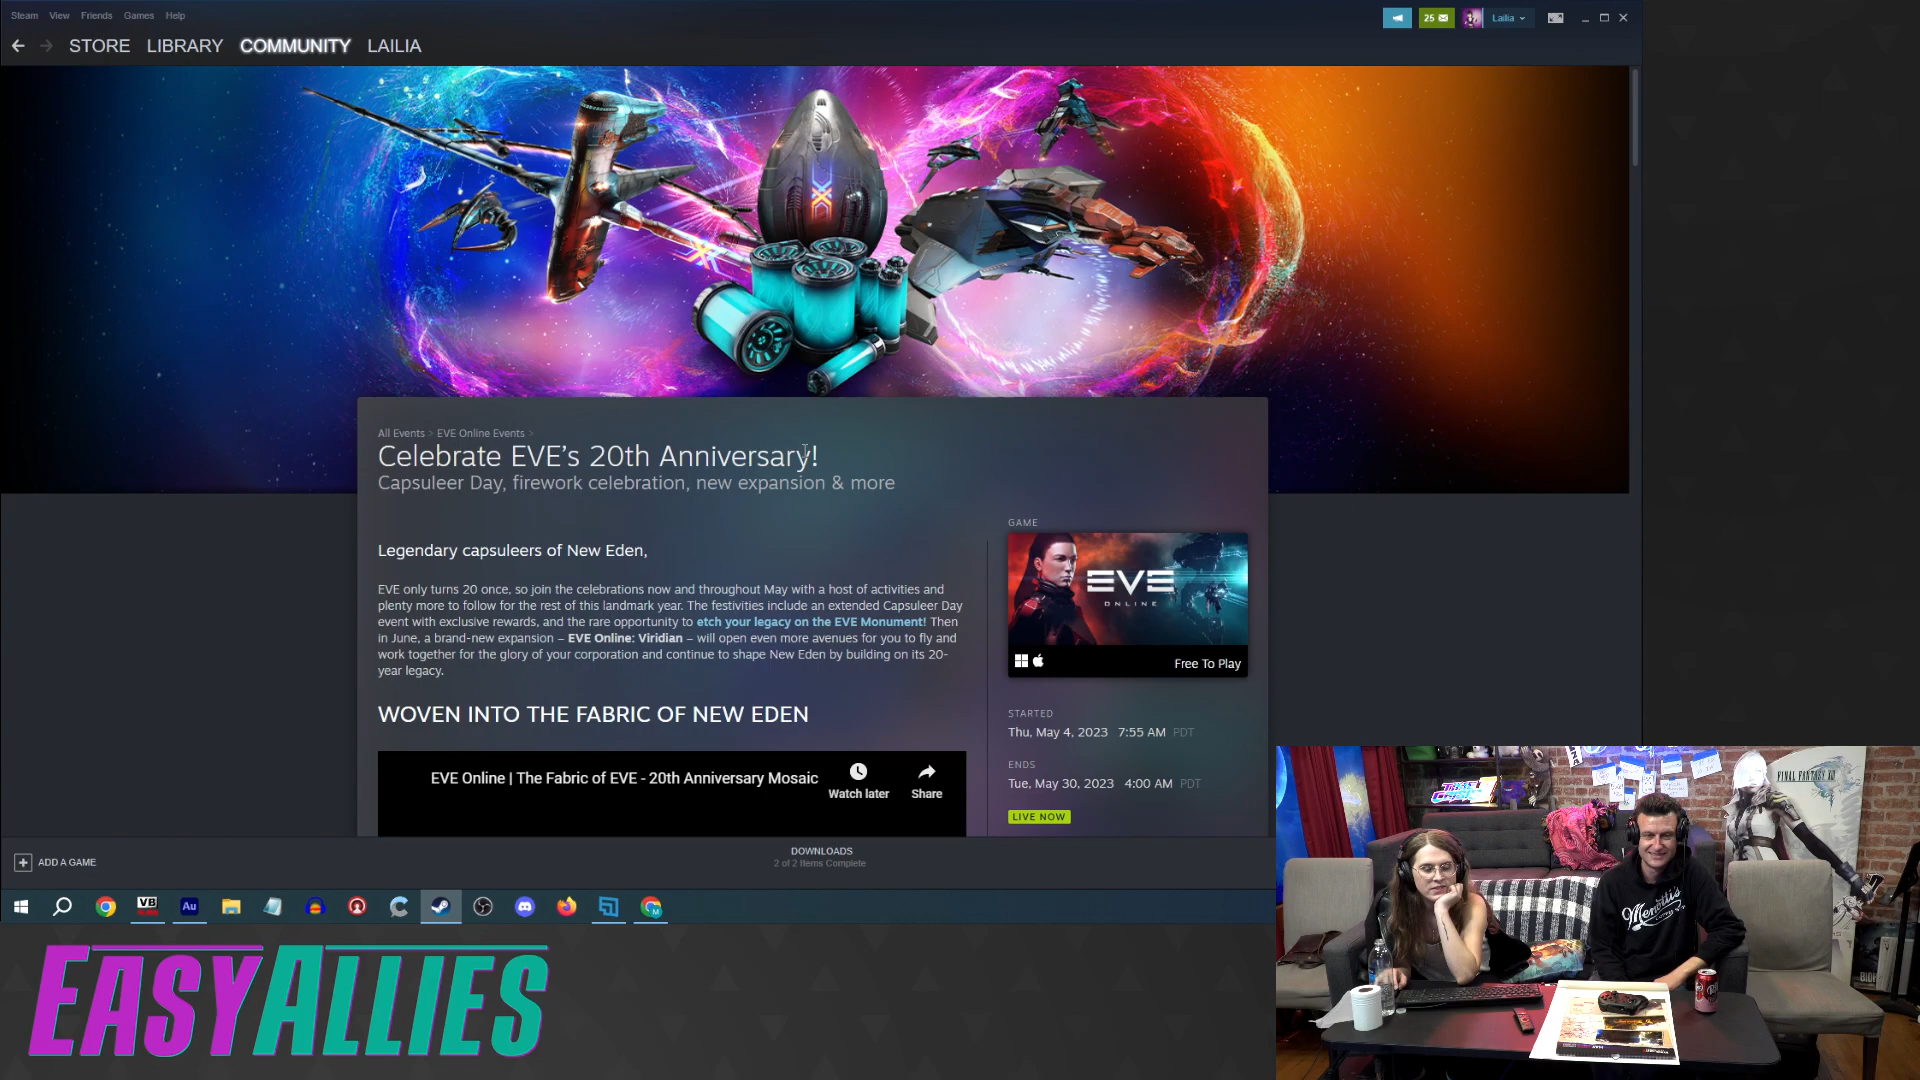 Steam View Friends Games Help
25
Lailia
STORE LIBRARY COMMUNITY LAILIA
All Events > EVE Online Events >
Celebrate EVE's 20th Anniversary!
Capsuleer Day, firework celebration, new expansion & more
Legendary capsuleers of New Eden,
EVE only turns 20 once, so join the celebrations now and throughout May with a host of activities and
plenty more to follow for the rest of this landmark year. The festivities include an extended Capsuleer Day
event with exclusive rewards, and the rare opportunity to etch your legacy on the EVE Monument! Then
in June, a brand-new expansion – EVE Online: Viridian – will open even more avenues for you to fly and
work together for the glory of your corporation and continue to shape New Eden by building on its 20-
year legacy.
WOVEN INTO THE FABRIC OF NEW EDEN
EVE Online | The Fabric of EVE - 20th Anniversary Mosaic
Watch later
Share
GAME
EVE
ONLINE
Free To Play
STARTED
Thu, May 4, 2023 7:55 AM PDT
ENDS
Tue, May 30, 2023 4:00 AM PDT
LIVE NOW
+ ADD A GAME
DOWNLOADS
2 of 2 Items Complete
VB
Au
M
EASYALLIES
FINAL FANTASY XIII
Menotti's